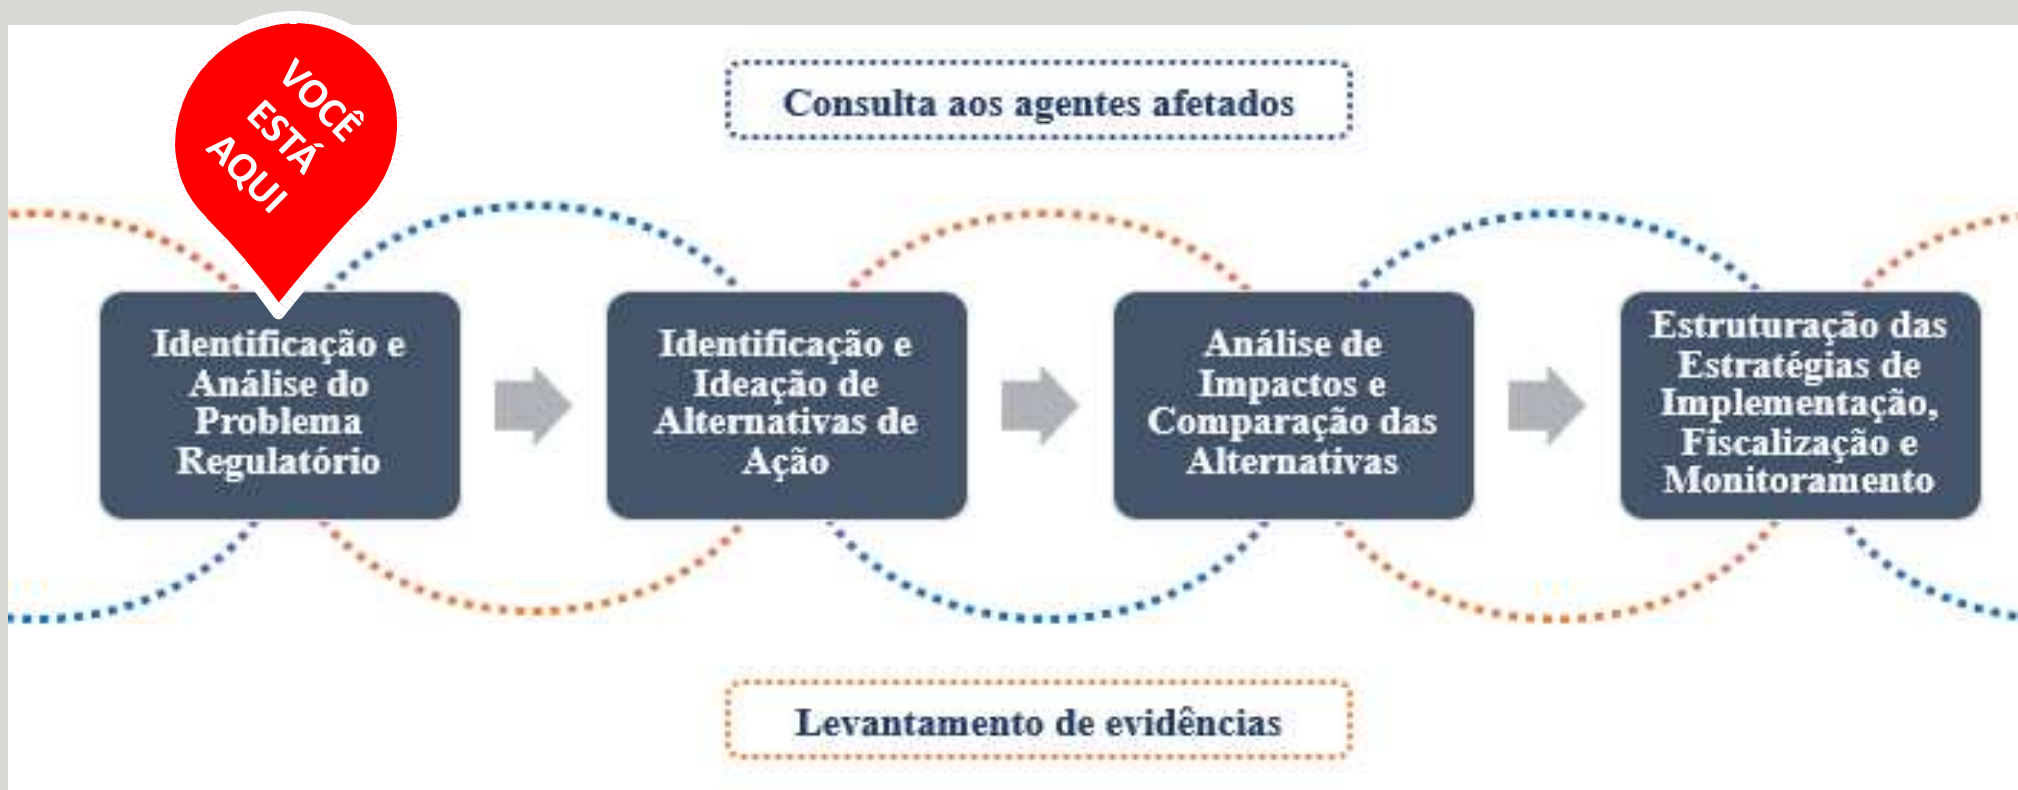 VOCÊ
ESTÁ
AQUI
Consulta aos agentes afetados
Identificação e
Análise do
Problema
Regulatório
Identificação e
Ideação de
Alternativas de
Ação
Análise de
Impactos e
Comparação das
Alternativas
Estruturação das
Estratégias de
Implementação,
Fiscalização e
Monitoramento
Levantamento de evidências